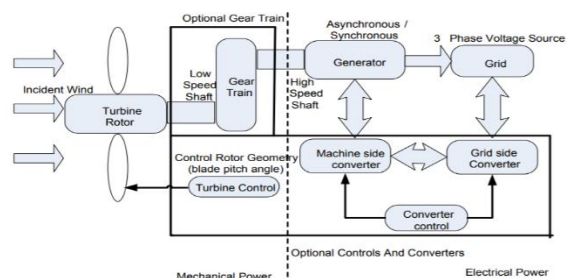 Optional Gear Train
Asynchronous /
Synchronous
3 Phase Voltage Source
Incident Wind
Turbine
Rotor
Low
Speed
Shaft
Gear
Train
High
Speed
Shaft
Generator
Grid
Control Rotor Geometry
(blade pitch angle)
Turbine Control
Machine side
converter
Grid side
Converter
Converter
control
Optional Controls And Converters
Mechanical Power
Electrical Power